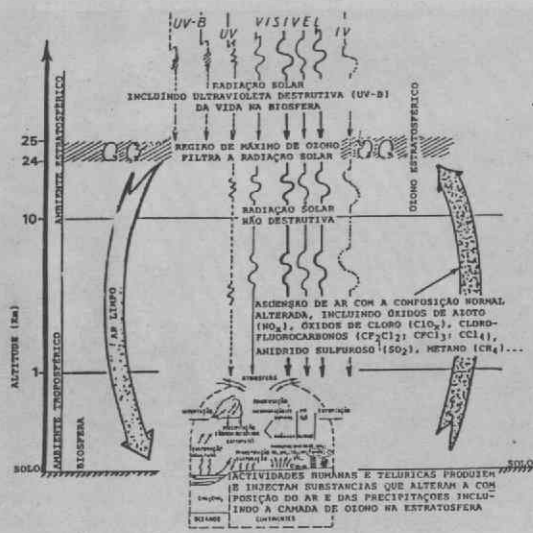 UV-B
UV
VISIVEL
IV
RADIAÇÃO SOLAR
INCLUÍNDO ULTRAVIOLETA DESTRUTIVA (UV-B)
DA VIDA NA BIOSFERA
AMBIENTE ESTRATOSFÉRICO
OZONO ESTRATOSFÉRICO
25
24
REGIÃO DE MÁXIMO DE OZONO
FILTRA A RADIAÇÃO SOLAR
10
RADIAÇÃO SOLAR
NÃO DESTRUTIVA
AR LIMPO
ASCENSÃO DE AR COM A COMPOSIÇÃO NORMAL
ALTERADA, INCLUINDO ÓXIDOS DE AZOTO
(NOx), ÓXIDOS DE CLORO (ClOx), CLORO-
FLUOROCARBONOS (CF2Cl2; CFCl3; CCl4),
ANIDRIDO SULFUROSO (SO2), METANO (CH4)...
ALTITUDE (Km)
1
AMBIENTE TROPOSFÉRICO
BIOSFERA
ATMOSFERA
SOLO
SOLO
ACTIVIDADES HUMANAS E TELURICAS PRODUZEM
E INJECTAM SUBSTANCIAS QUE ALTERAM A COM
POSIÇÃO DO AR E DAS PRECIPITAÇÕES INCLU-
INDO A CAMADA DE OZONO NA ESTRATOSFERA
OCEANOS
CONTINENTES